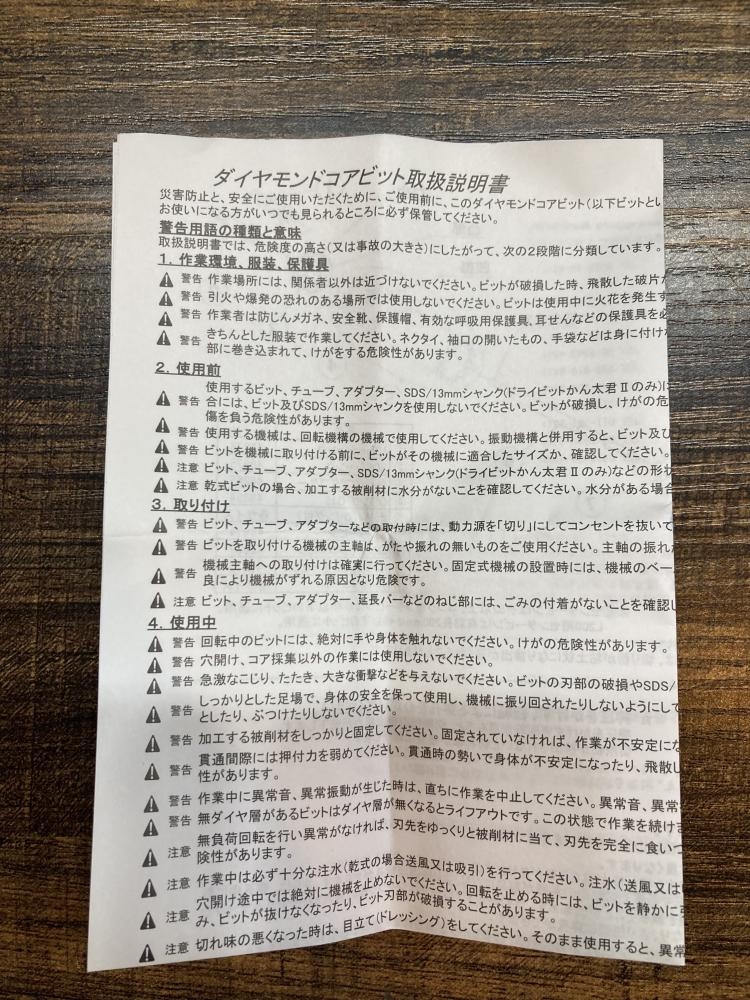 ダイヤモンドコアビット取扱説明書
災害防止と、安全にご使用いただくために、ご使用前に、このダイヤモンドコアビット(以下ビットとい
お使いになる方がいつでも見られるところに必ず保管してください。
警告用語の種類と意味
取扱説明書では、危険度の高さ(又は事故の大きさ)にしたがって、次の2段階に分類しています。
1. 作業環境、服装、保護具
警告 作業場所には、関係者以外は近づけないでください。ビットが破損した時、飛散した破片が
警告 引火や爆発の恐れのある場所では使用しないでください。ビットは使用中に火花を発生す
警告 作業者は防じんメガネ、安全靴、保護帽、有効な呼吸用保護具、耳せんなどの保護具を必
警告 きちんとした服装で作業してください。ネクタイ、袖口の開いたもの、手袋などは身に付け
部に巻き込まれて、けがをする危険性があります。
2. 使用前
使用するビット、チューブ、アダプター、SDS/13mmシャンク(ドライビットかん太君Ⅱのみ)に
警告 合には、ビット及びSDS/13mmシャンクを使用しないでください。ビットが破損し、けがの危
傷を負う危険性があります。
警告 使用する機械は、回転機構の機械で使用してください。振動機構と併用すると、ビット及び
警告 ビットを機械に取り付ける前に、ビットがその機械に適合したサイズか、確認してください。
注意 ビット、チューブ、アダプター、SDS/13mmシャンク(ドライビットかん太君Ⅱのみ)などの形状
注意 乾式ビットの場合、加工する被削材に水分がないことを確認してください。水分がある場合
3. 取り付け
警告 ビット、チューブ、アダプターなどの取付時には、動力源を「切り」にしてコンセントを抜いて
警告 ビットを取り付ける機械の主軸は、がたや振れの無いものをご使用ください。主軸の振れ
警告 機械主軸への取り付けは確実に行ってください。固定式機械の設置時には、機械のベー
良により機械がずれる原因となり危険です。
注意 ビット、チューブ、アダプター、延長バーなどのねじ部には、ごみの付着がないことを確認し
4. 使用中
警告 回転中のビットには、絶対に手や身体を触れないでください。けがの危険性があります。
警告 穴開け、コア採集以外の作業には使用しないでください。
警告 急激なこじり、たたき、大きな衝撃などを与えないでください。ビットの刃部の破損やSDS/
警告 しっかりとした足場で、身体の安全を保って使用し、機械に振り回されたりしないようにして
としたり、ぶつけたりしないでください。
警告 加工する被削材をしっかりと固定してください。固定されていなければ、作業が不安定にな
警告 貫通間際には押付力を弱めてください。貫通時の勢いで身体が不安定になったり、飛散し
性があります。
警告 作業中に異常音、異常振動が生じた時は、直ちに作業を中止してください。異常音、異常
警告 無ダイヤ層があるビットはダイヤ層が無くなるとライフアウトです。この状態で作業を続け
注意 無負荷回転を行い異常がなければ、刃先をゆっくりと被削材に当て、刃先を完全に食いつ
険性があります。
注意 作業中は必ず十分な注水(乾式の場合送風又は吸引)を行ってください。注水(送風又は
注意 穴開け途中では絶対に機械を止めないでください。回転を止める時には、ビットを静かに引
み、ビットが抜けなくなったり、ビット刃部が破損することがあります。
注意 切れ味の悪くなった時は、目立て(ドレッシング)をしてください。そのまま使用すると、異常